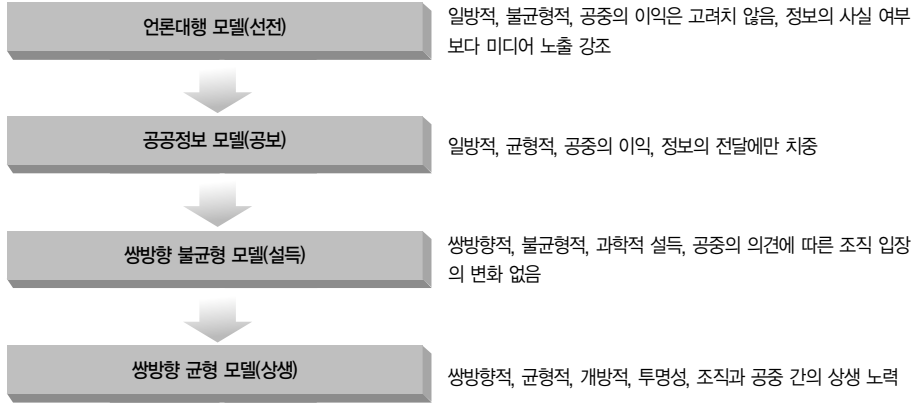 언론대행 모델(선전)
일방적, 불균형적, 공중의 이익은 고려치 않음, 정보의 사실 여부
보다 미디어 노출 강조
공공정보 모델(공보)
일방적, 균형적, 공중의 이익, 정보의 전달에만 치중
쌍방향 불균형 모델(설득)
쌍방향적, 불균형적, 과학적 설득, 공중의 의견에 따른 조직 입장
의 변화 없음
쌍방향 균형 모델(상생)
쌍방향적, 균형적, 개방적, 투명성, 조직과 공중 간의 상생 노력